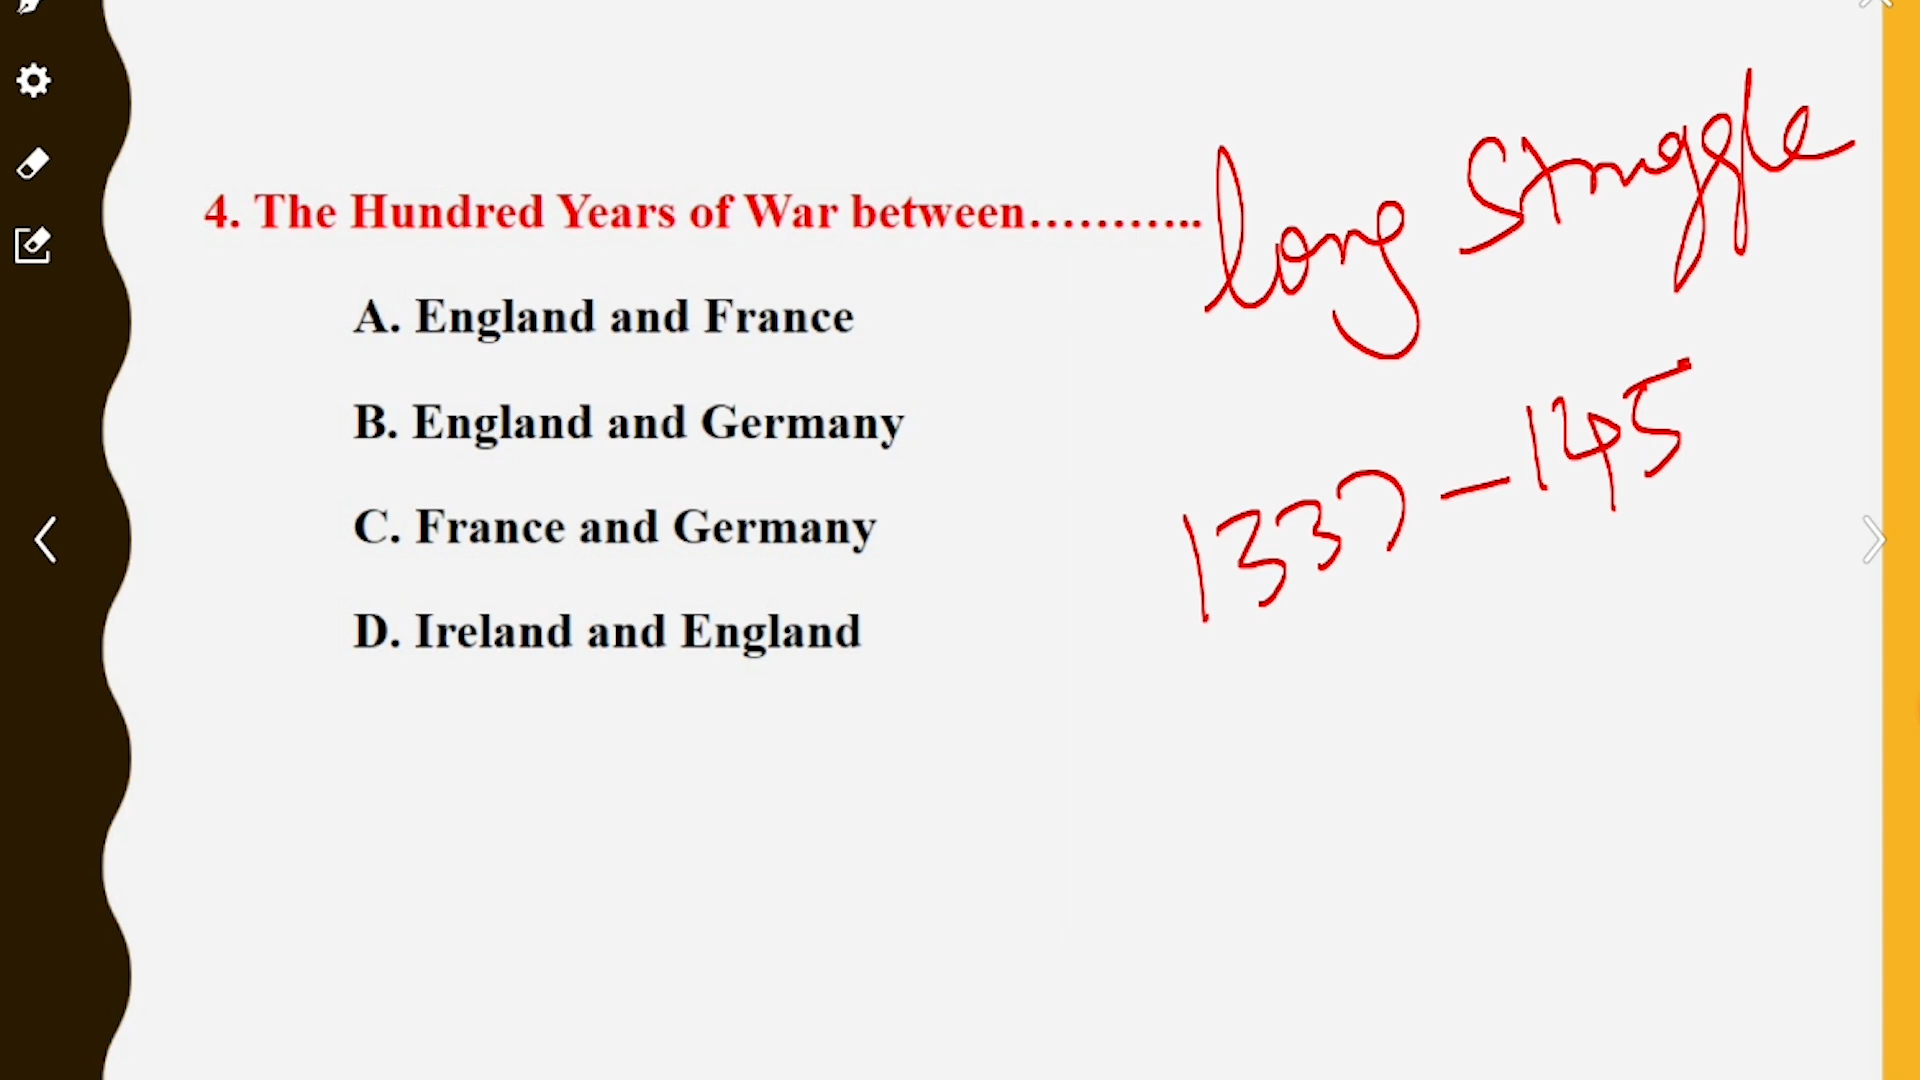 4. The Hundred Years of War between………..
A. England and France
B. England and Germany
C. France and Germany
D. Ireland and England
long struggle
1337-145